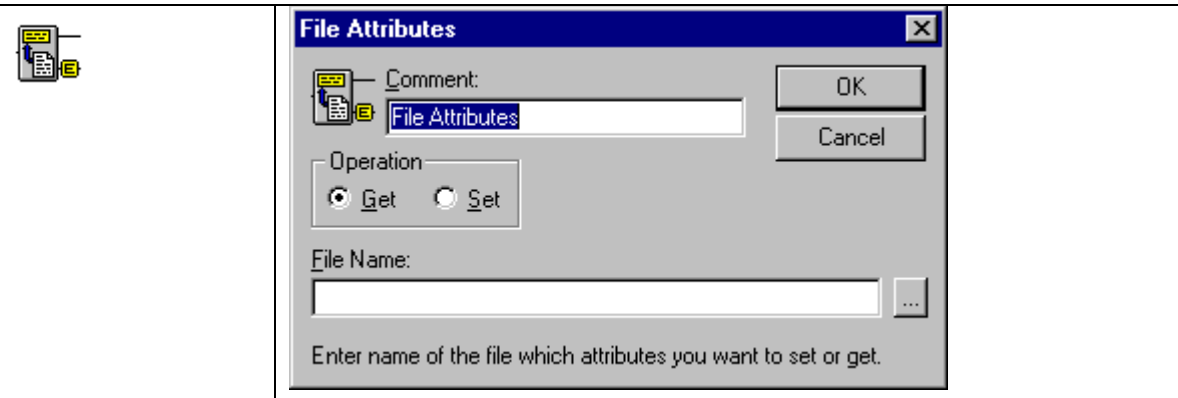 File Attributes
Comment:
OK
File Attributes
Cancel
Operation
Get Set
File Name:
...
Enter name of the file which attributes you want to set or get.